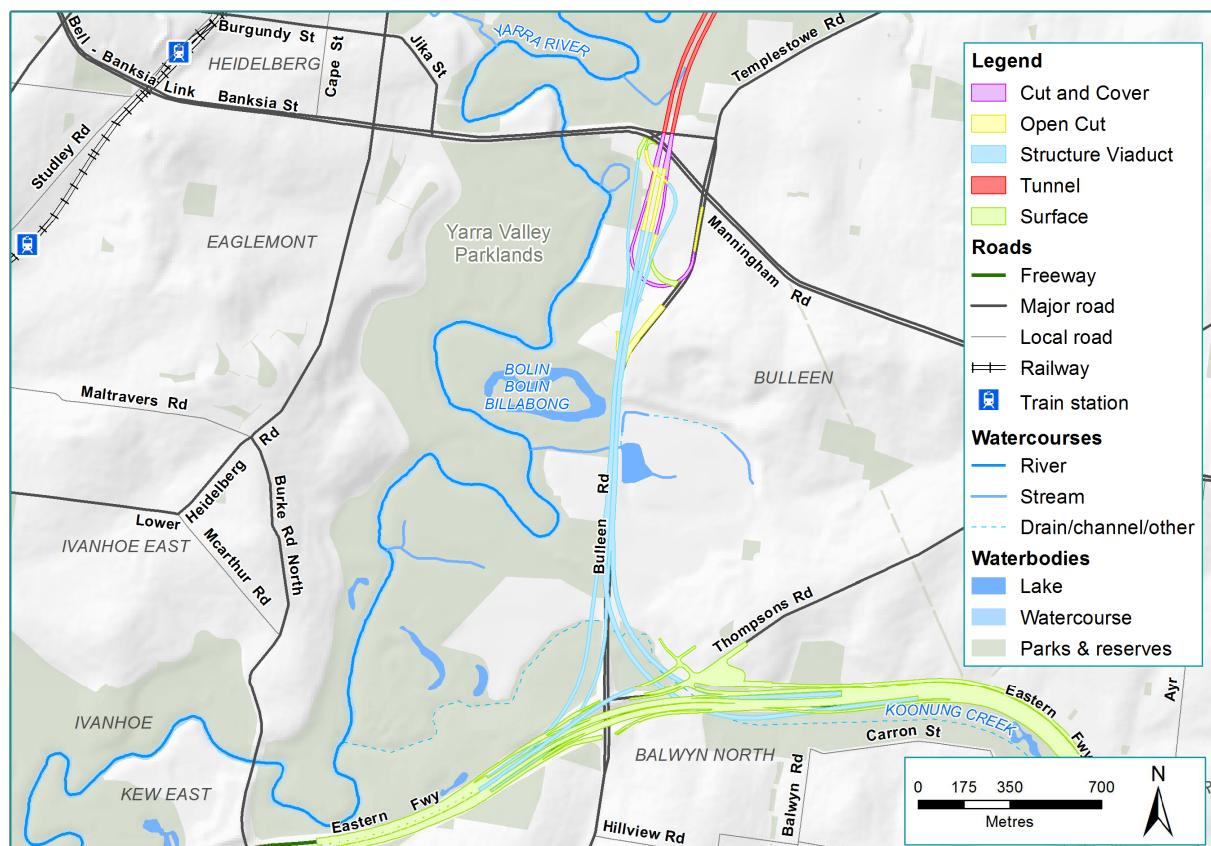 Burgundy St
Bell - Banksia Link
HEIDELBERG
Cape St
Jika St
YARRA RIVER
Templestowe Rd
Banksia St
Studley Rd
EAGLEMONT
Yarra Valley
Parklands
Manningham Rd
BOLIN
BOLIN
BILLABONG
BULLEEN
Maltravers Rd
Lower Heidelberg Rd
Burke Rd North
IVANHOE EAST
Mcarthur Rd
Bulleen Rd
Thompsons Rd
IVANHOE
KEW EAST
Eastern Fwy
BALWYN NORTH
Eastern Fwy
KOONUNG CREEK
Carron St
Balwyn Rd
Hillview Rd
Ayr
R
Legend
Cut and Cover
Open Cut
Structure Viaduct
Tunnel
Surface
Roads
Freeway
Major road
Local road
Railway
Train station
Watercourses
River
Stream
Drain/channel/other
Waterbodies
Lake
Watercourse
Parks & reserves
0 175 350 700
Metres
N